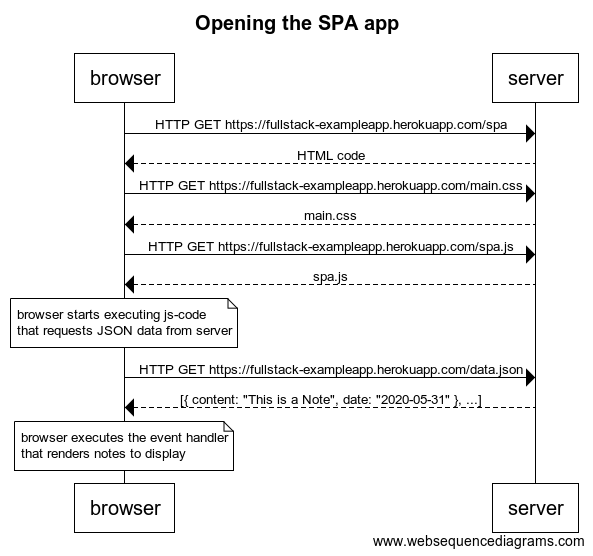 Opening the SPA app
browser
server
HTTP GET https://fullstack-exampleapp.herokuapp.com/spa
HTML code
HTTP GET https://fullstack-exampleapp.herokuapp.com/main.css
main.css
HTTP GET https://fullstack-exampleapp.herokuapp.com/spa.js
spa.js
browser starts executing js-code
that requests JSON data from server
HTTP GET https://fullstack-exampleapp.herokuapp.com/data.json
[{ content: "This is a Note", date: "2020-05-31" }, ...]
browser executes the event handler
that renders notes to display
browser
server
www.websequencediagrams.com